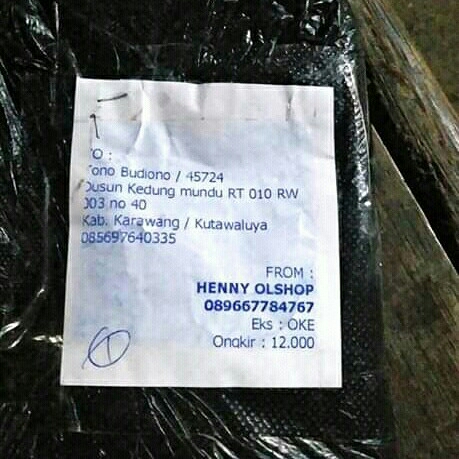 TO :
Tono Budiono / 45724
Dusun Kedung mundu RT 010 RW
003 no 40
Kab. Karawang / Kutawaluya
085697640335
FROM :
HENNY OLSHOP
089667784767
Eks : OKE
Ongkir : 12.000